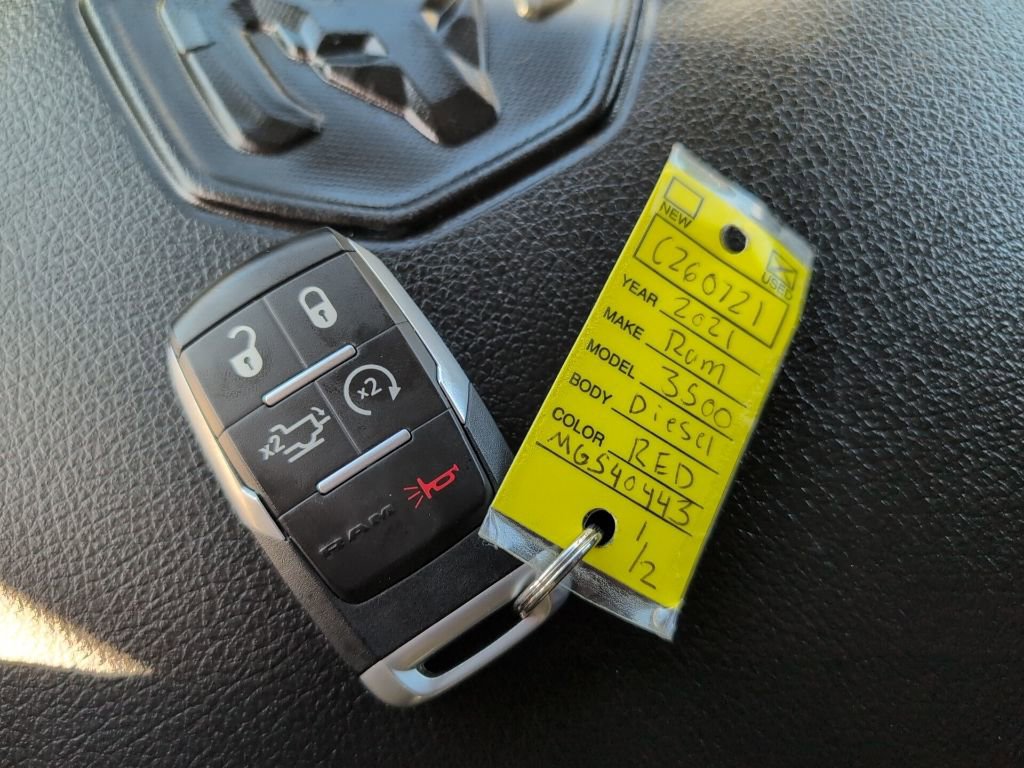 NEW
USED
C260721
YEAR 2021
MAKE Ram
MODEL 3500
BODY Diesel
COLOR RED
MG540443
1/2
x2
x2
RAM